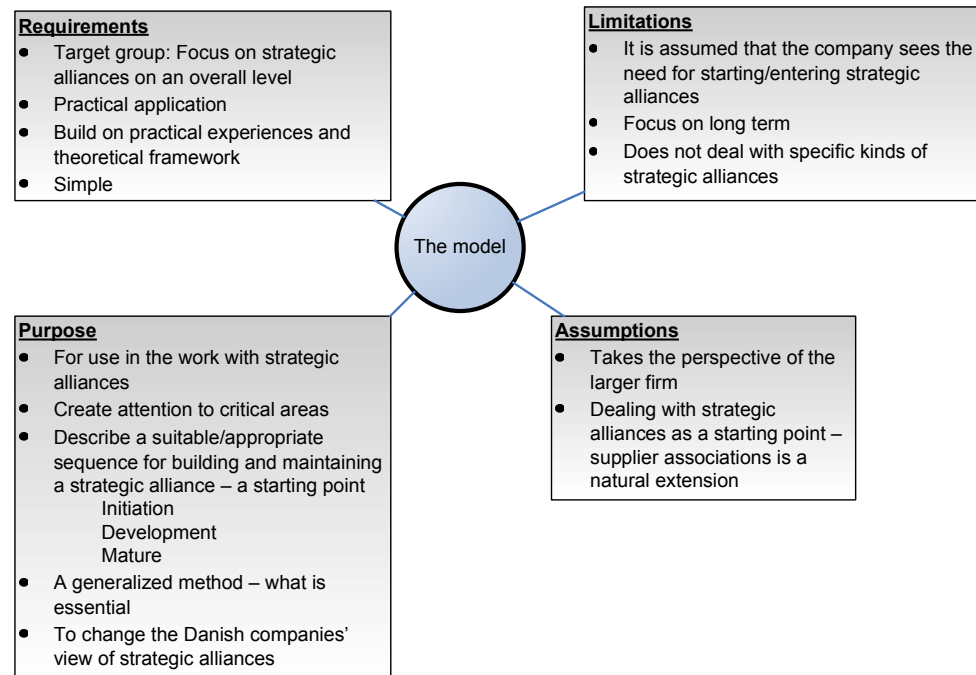 Requirements
• Target group: Focus on strategic
alliances on an overall level
• Practical application
• Build on practical experiences and
theoretical framework
• Simple
Limitations
• It is assumed that the company sees the
need for starting/entering strategic
alliances
• Focus on long term
• Does not deal with specific kinds of
strategic alliances
The model
Purpose
• For use in the work with strategic
alliances
• Create attention to critical areas
• Describe a suitable/appropriate
sequence for building and maintaining
a strategic alliance – a starting point
Initiation
Development
Mature
• A generalized method – what is
essential
• To change the Danish companies’
view of strategic alliances
Assumptions
• Takes the perspective of the
larger firm
• Dealing with strategic
alliances as a starting point –
supplier associations is a
natural extension